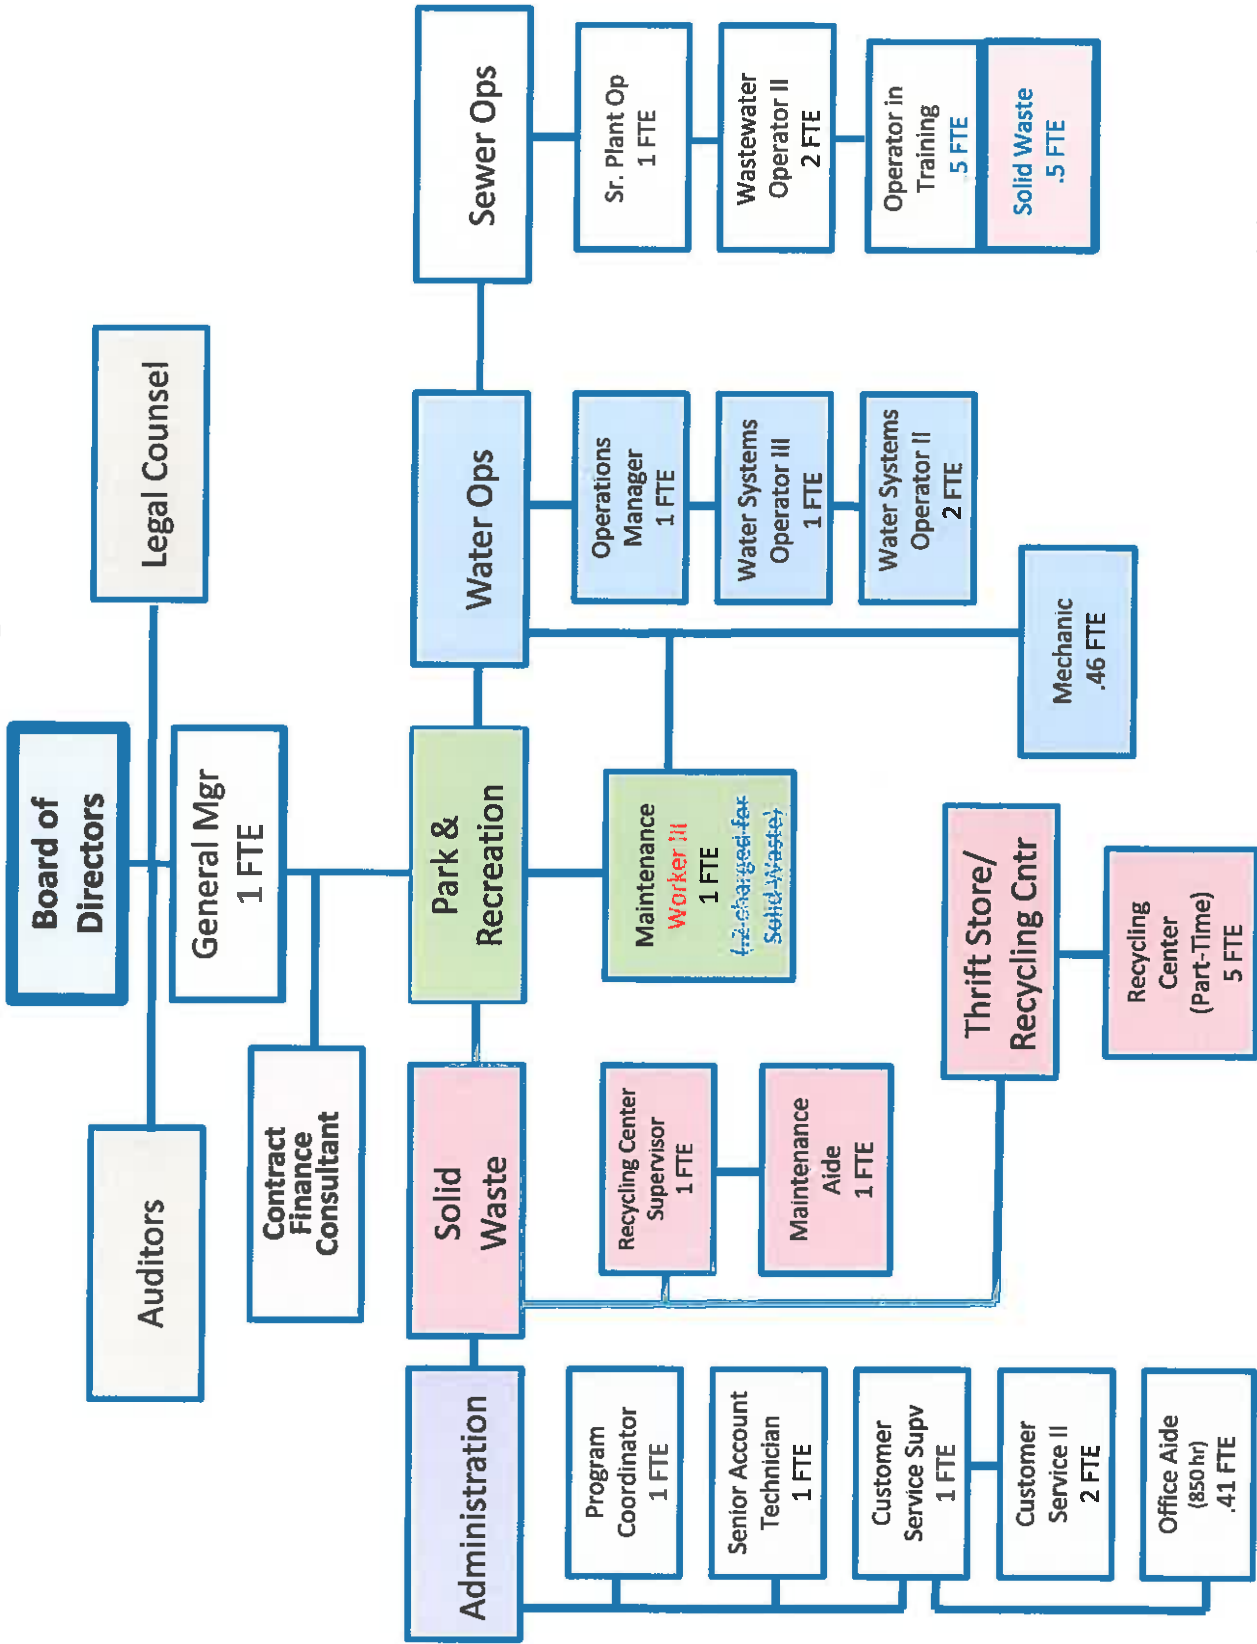 Board of
Directors
Auditors
Legal Counsel
General Mgr
1 FTE
Contract
Finance
Consultant
Administration
Solid
Waste
Park &
Recreation
Water Ops
Sewer Ops
Program
Coordinator
1 FTE
Senior Account
Technician
1 FTE
Customer
Service Supv
1 FTE
Customer
Service II
2 FTE
Office Aide
(850 hr)
.41 FTE
Recycling Center
Supervisor
1 FTE
Maintenance
Aide
1 FTE
Thrift Store/
Recycling Cntr
Recycling
Center
(Part-Time)
5 FTE
Maintenance
Worker III
1 FTE
charged for
Solid Waste)
Operations
Manager
1 FTE
Water Systems
Operator III
1 FTE
Water Systems
Operator II
2 FTE
Mechanic
.46 FTE
Sr. Plant Op
1 FTE
Wastewater
Operator II
2 FTE
Operator in
Training
5 FTE
Solid Waste
.5 FTE